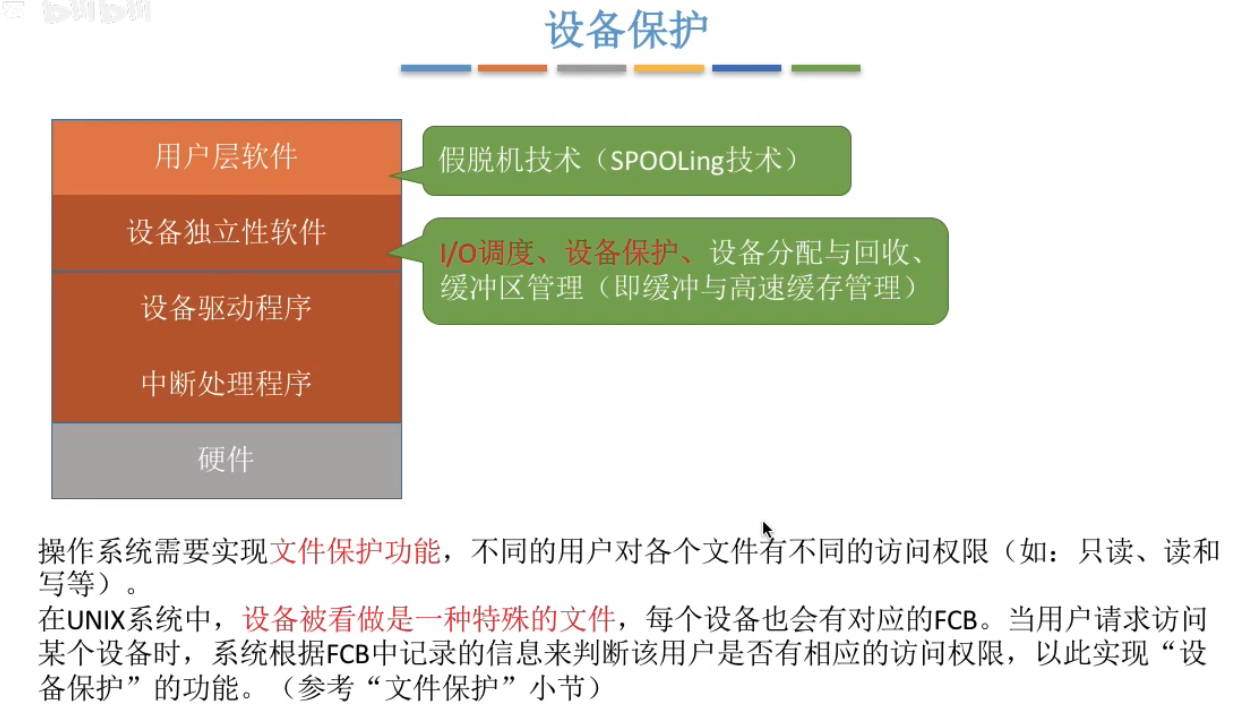 设备保护
用户层软件
假脱机技术（SPOOLing技术）
设备独立性软件
I/O调度、设备保护、设备分配与回收、
缓冲区管理（即缓冲与高速缓存管理）
设备驱动程序
中断处理程序
硬件
操作系统需要实现文件保护功能，不同的用户对各个文件有不同的访问权限（如：只读、读和
写等）。
在UNIX系统中，设备被看做是一种特殊的文件，每个设备也会有对应的FCB。当用户请求访问
某个设备时，系统根据FCB中记录的信息来判断该用户是否有相应的访问权限，以此实现“设
备保护”的功能。（参考“文件保护”小节）